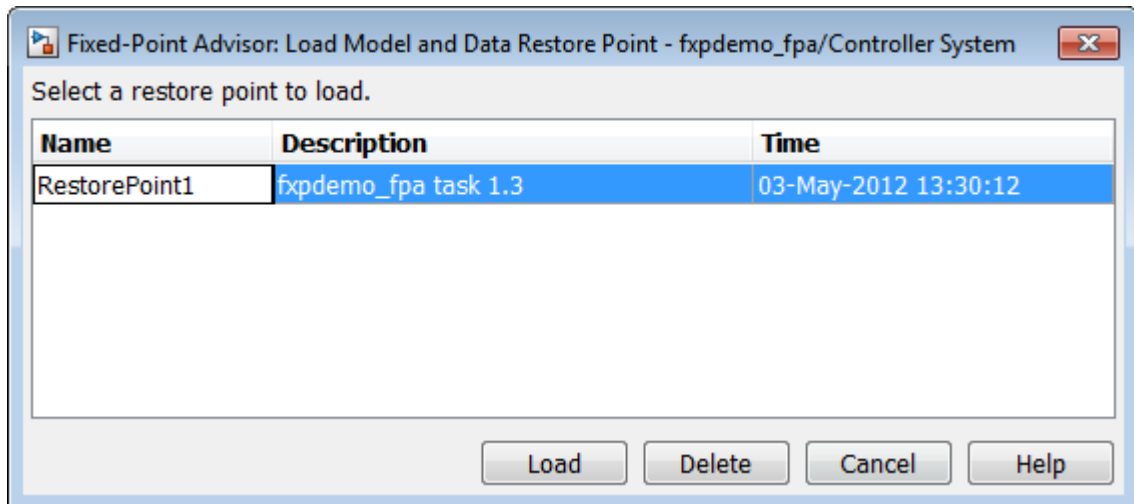 Fixed-Point Advisor: Load Model and Data Restore Point - fxpdemo_fpa/Controller System
Select a restore point to load.
Name Description Time
RestorePoint1 fxpdemo_fpa task 1.3 03-May-2012 13:30:12
Load Delete Cancel Help